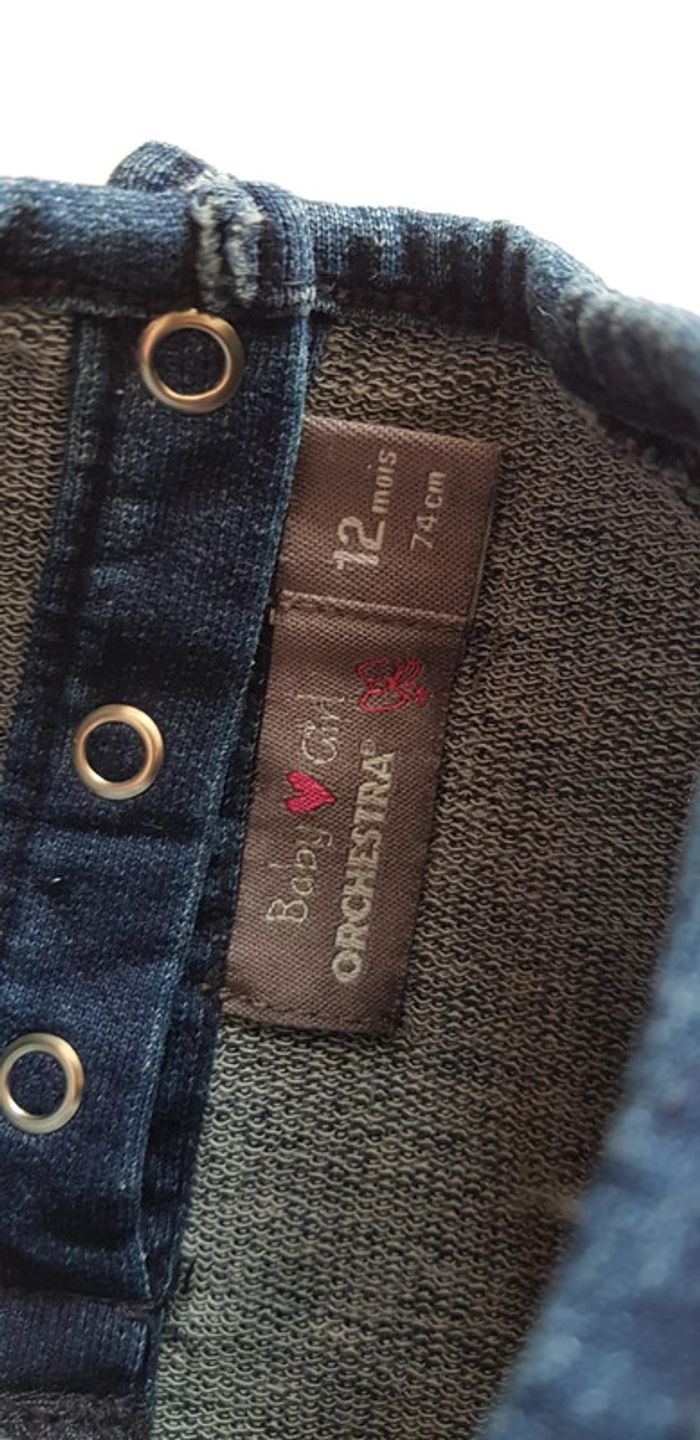 12 mois
74 cm
Baby Girl
ORCHESTRA®